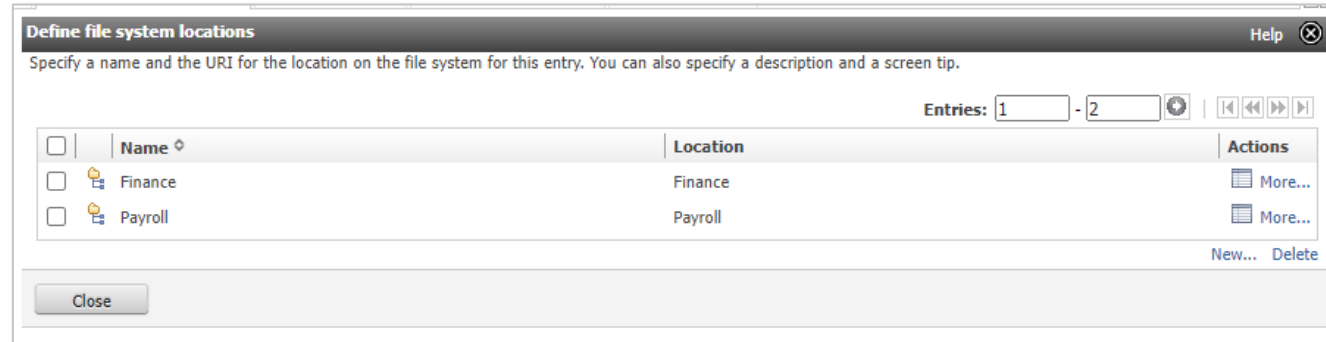 Define file system locations Help
Specify a name and the URI for the location on the file system for this entry. You can also specify a description and a screen tip.
Entries: 1 - 2
Name Location Actions
Finance Finance More...
Payroll Payroll More...
New... Delete
Close